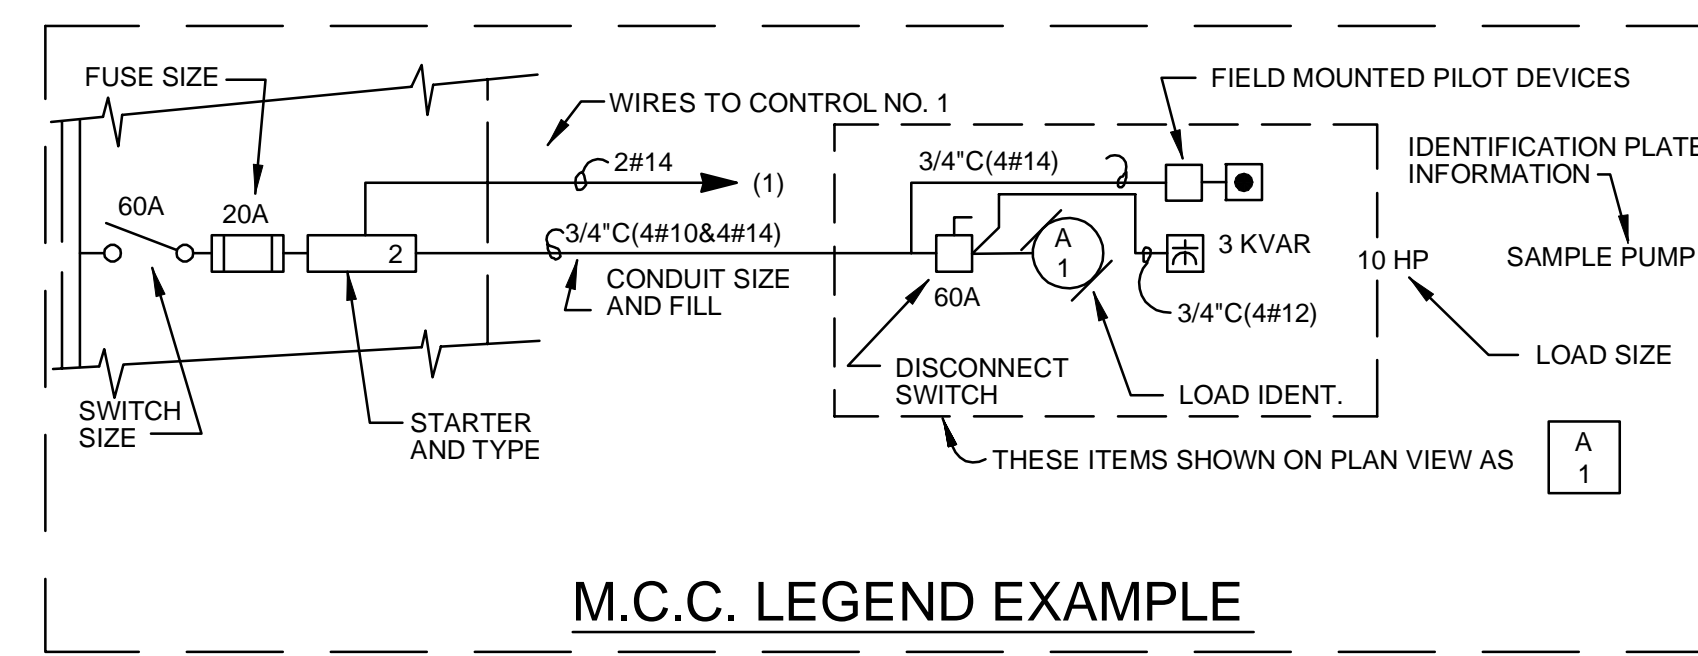 FUSE SIZE
FIELD MOUNTED PILOT DEVICES
WIRES TO CONTROL NO. 1
IDENTIFICATION PLATE
INFORMATION
2#14
3/4"C(4#14)
(1)
60A
20A
2
3/4"C(4#10&4#14)
A
1
3 KVAR
10 HP
SAMPLE PUMP
CONDUIT SIZE
AND FILL
60A
3/4"C(4#12)
LOAD SIZE
DISCONNECT
SWITCH
LOAD IDENT.
SWITCH
SIZE
STARTER
AND TYPE
THESE ITEMS SHOWN ON PLAN VIEW AS
A
1
M.C.C. LEGEND EXAMPLE